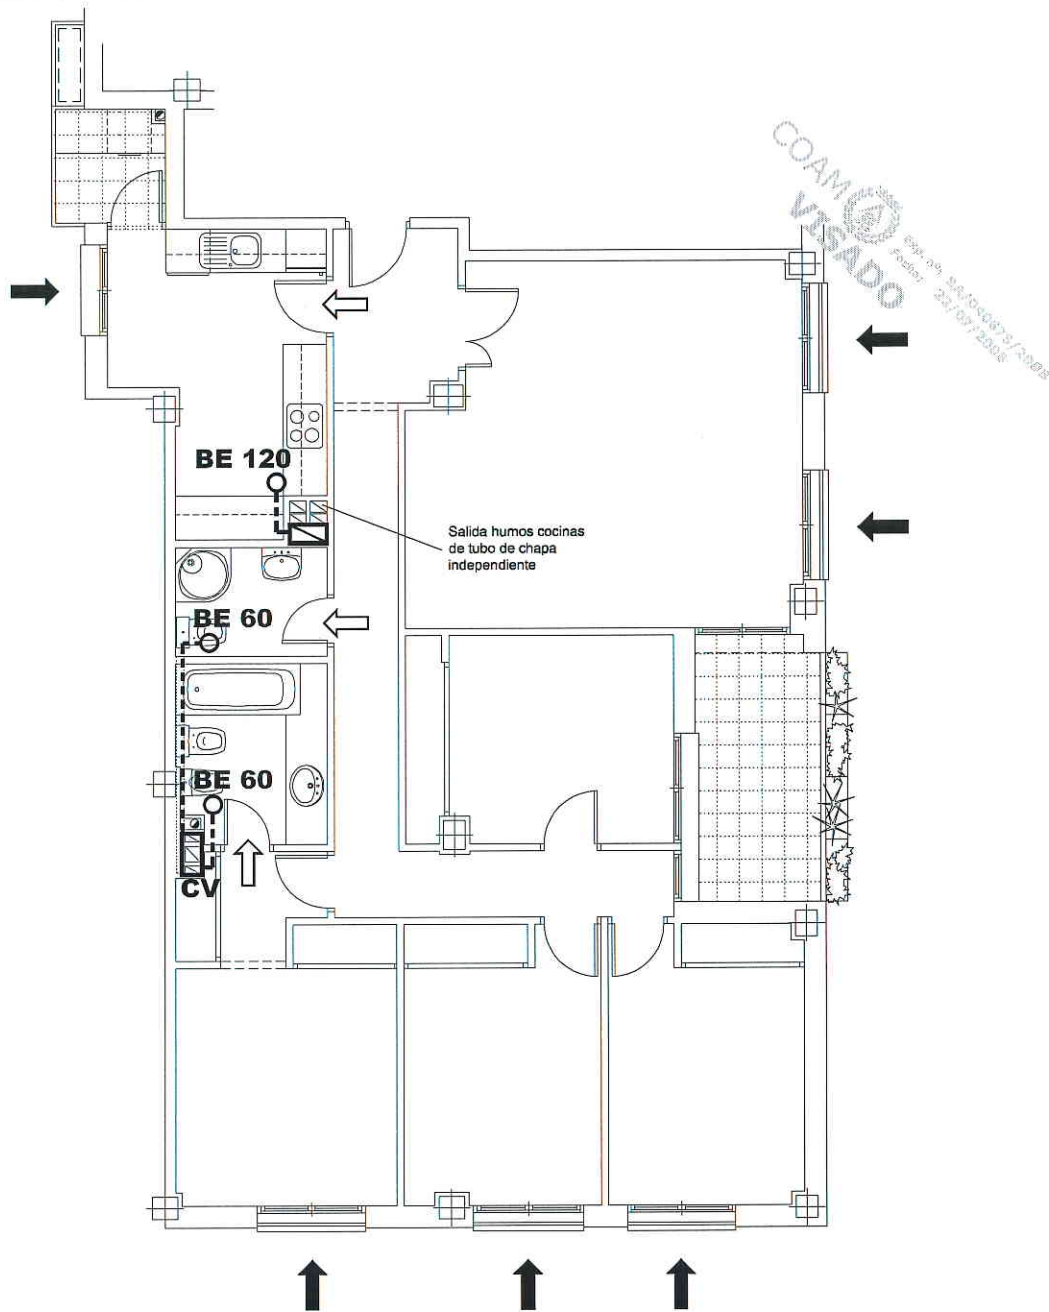 COAM
VISADO
BE 120
Salida humos cocinas
de tubo de chapa
independiente
BE 60
BE 60
CV